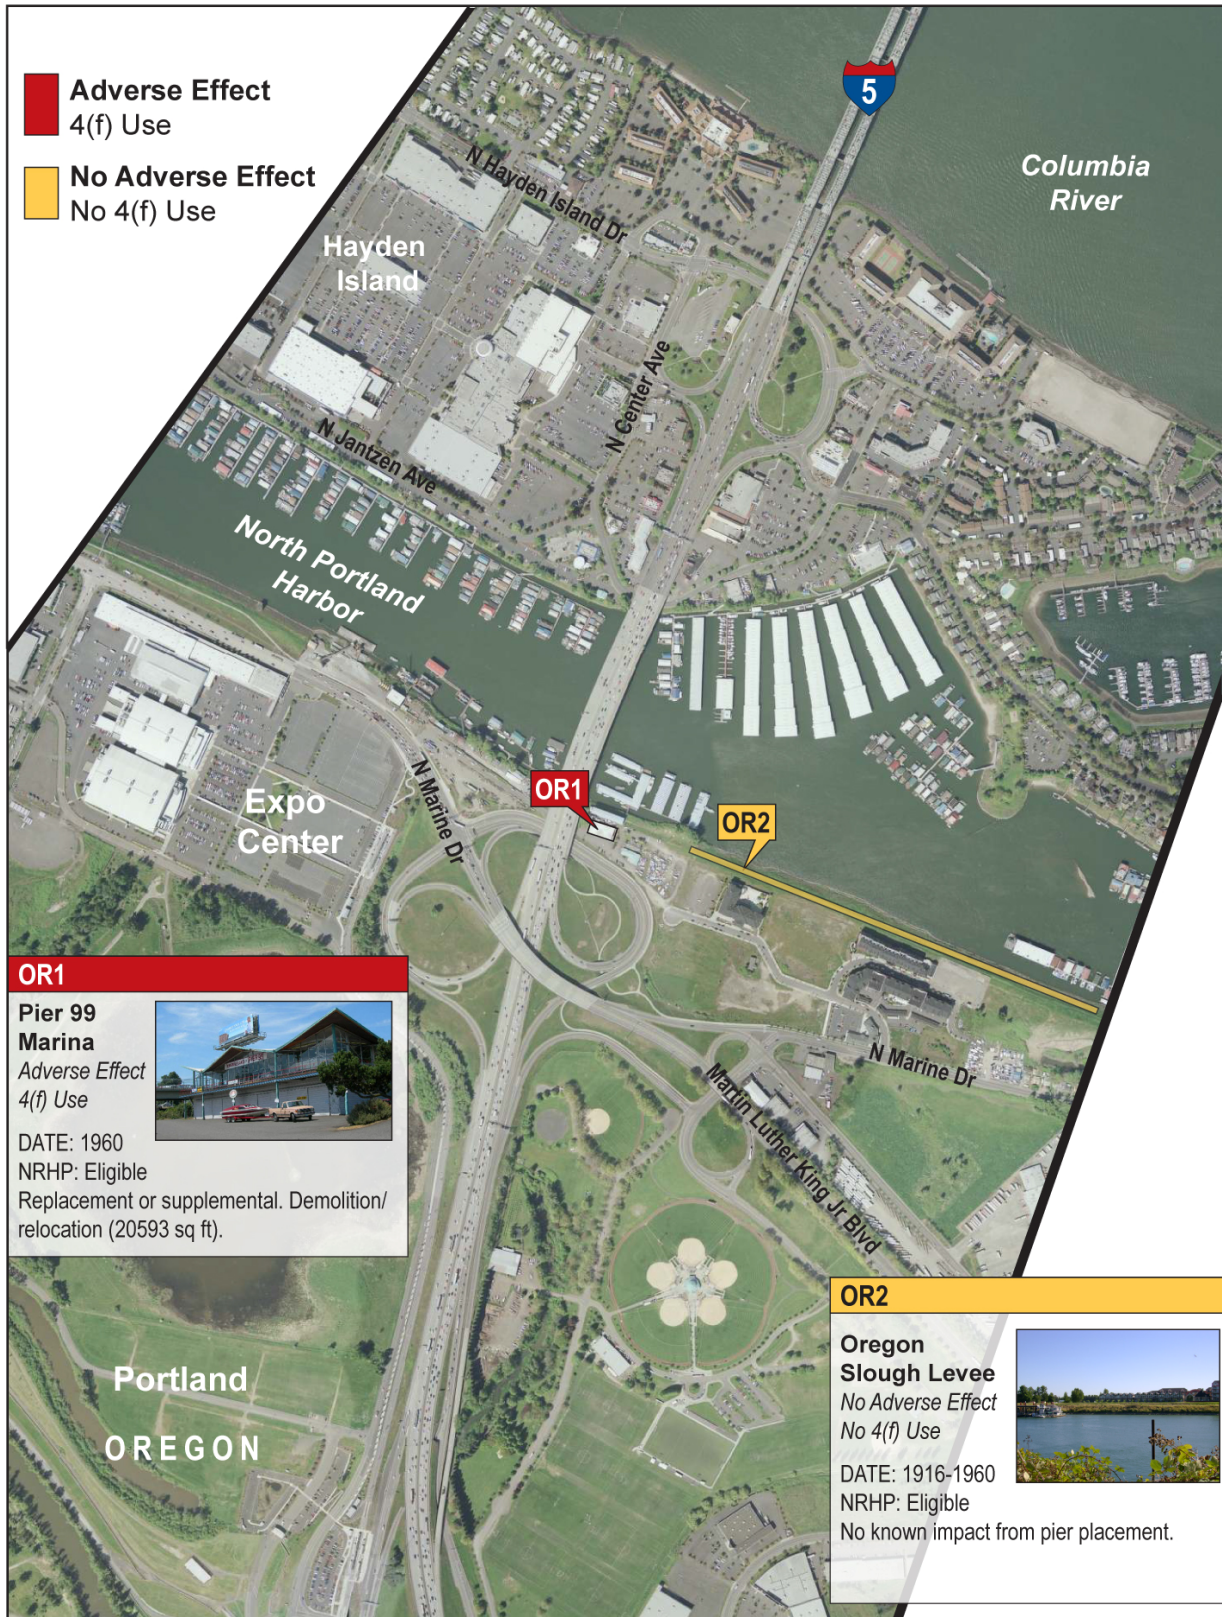 Adverse Effect
4(f) Use
No Adverse Effect
No 4(f) Use
5
Columbia
River
N Hayden Island Dr
Hayden
Island
N Center Ave
N Jantzen Ave
North Portland
Harbor
OR1
OR2
Expo
Center
N Marine Dr
N Marine Dr
Martin Luther King Jr Blvd
OR1
Pier 99
Marina
Adverse Effect
4(f) Use
DATE: 1960
NRHP: Eligible
Replacement or supplemental. Demolition/
relocation (20593 sq ft).
Portland
OREGON
OR2
Oregon
Slough Levee
No Adverse Effect
No 4(f) Use
DATE: 1916-1960
NRHP: Eligible
No known impact from pier placement.